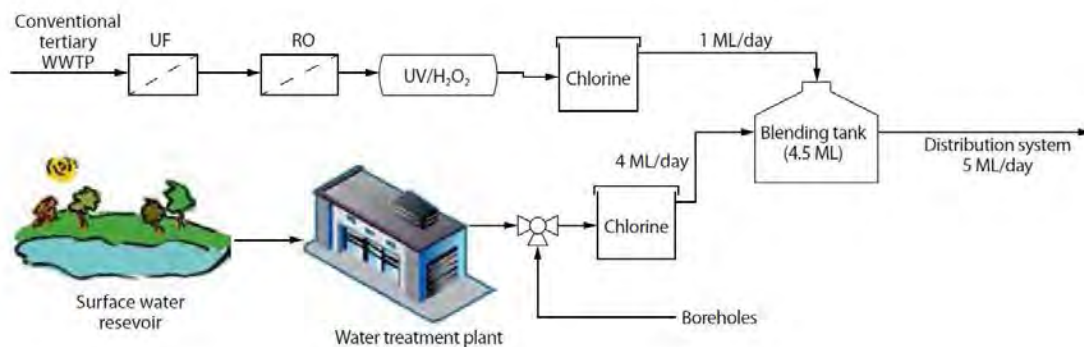 Conventional
tertiary
WWTP
UF
RO
UV/H₂O₂
Chlorine
1 ML/day
Blending tank
(4.5 ML)
Distribution system
5 ML/day
4 ML/day
Chlorine
Surface water
resevoir
Water treatment plant
Boreholes